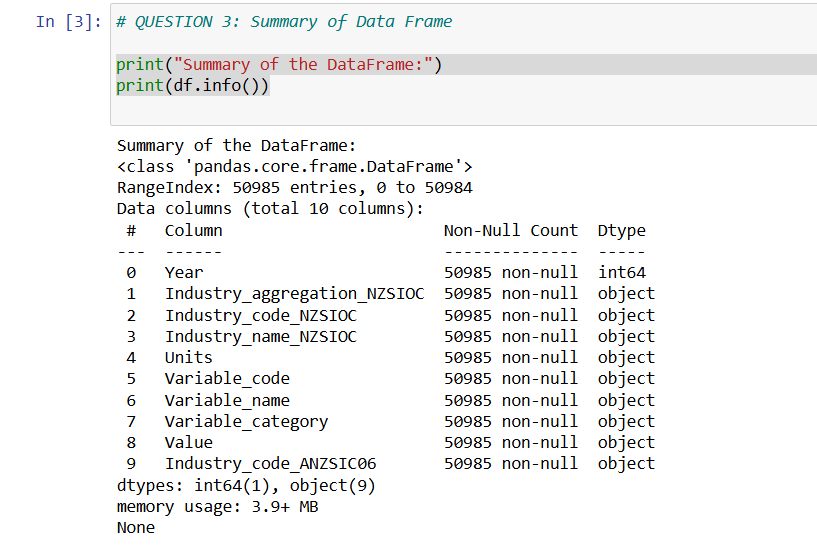 In [3]: # QUESTION 3: Summary of Data Frame
print("Summary of the DataFrame:")
print(df.info())
Summary of the DataFrame:
<class 'pandas.core.frame.DataFrame'>
RangeIndex: 50985 entries, 0 to 50984
Data columns (total 10 columns):
 #   Column                       Non-Null Count  Dtype
---  ------                       --------------  -----
 0   Year                         50985 non-null  int64
 1   Industry_aggregation_NZSIOC  50985 non-null  object
 2   Industry_code_NZSIOC         50985 non-null  object
 3   Industry_name_NZSIOC         50985 non-null  object
 4   Units                        50985 non-null  object
 5   Variable_code                50985 non-null  object
 6   Variable_name                50985 non-null  object
 7   Variable_category            50985 non-null  object
 8   Value                        50985 non-null  object
 9   Industry_code_ANZSIC06       50985 non-null  object
dtypes: int64(1), object(9)
memory usage: 3.9+ MB
None